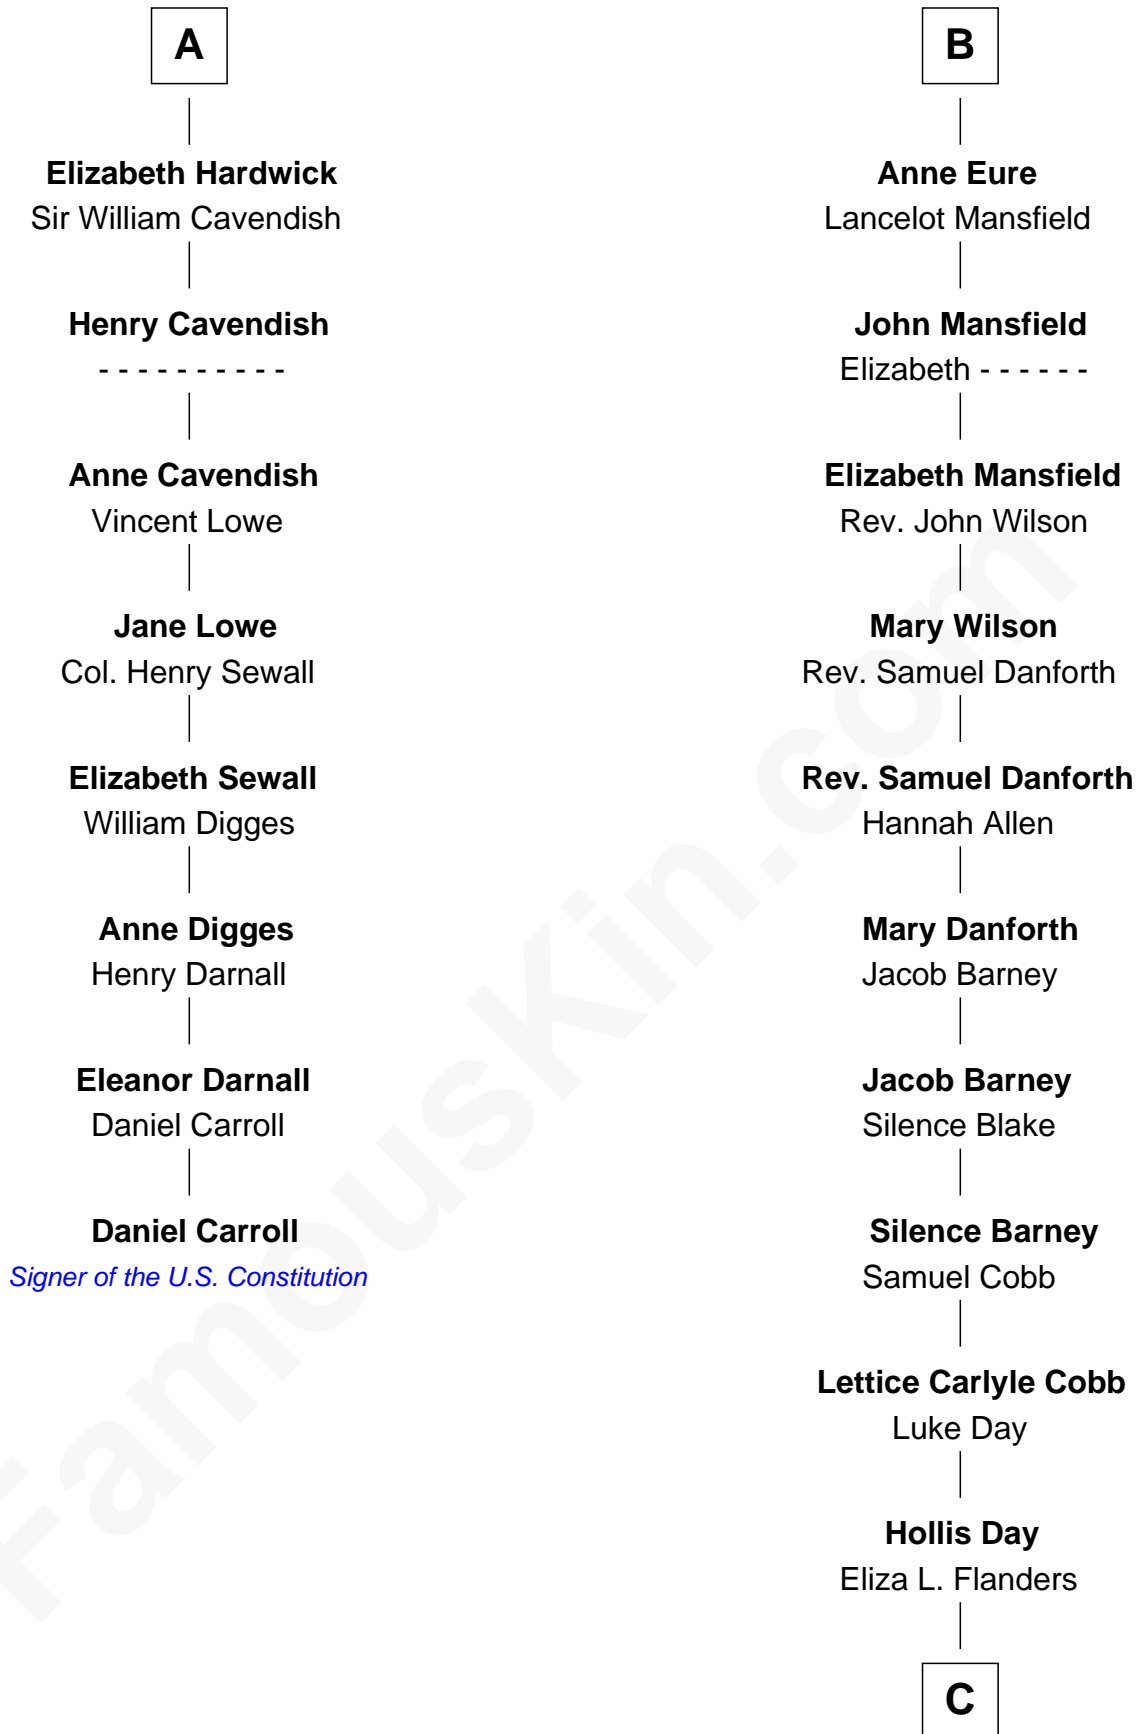 A
Elizabeth Hardwick
Sir William Cavendish
Henry Cavendish
- - - - - - - - - -
Anne Cavendish
Vincent Lowe
Jane Lowe
Col. Henry Sewall
Elizabeth Sewall
William Digges
Anne Digges
Henry Darnall
Eleanor Darnall
Daniel Carroll
Daniel Carroll
Signer of the U.S. Constitution
B
Anne Eure
Lancelot Mansfield
John Mansfield
Elizabeth - - - - - -
Elizabeth Mansfield
Rev. John Wilson
Mary Wilson
Rev. Samuel Danforth
Rev. Samuel Danforth
Hannah Allen
Mary Danforth
Jacob Barney
Jacob Barney
Silence Blake
Silence Barney
Samuel Cobb
Lettice Carlyle Cobb
Luke Day
Hollis Day
Eliza L. Flanders
C
FamousKin.com